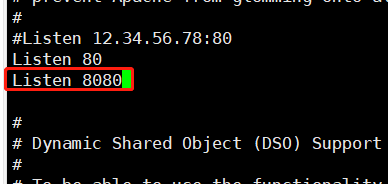 #
#Listen 12.34.56.78:80
Listen 80
Listen 8080
#
# Dynamic Shared Object (DSO) Support
#